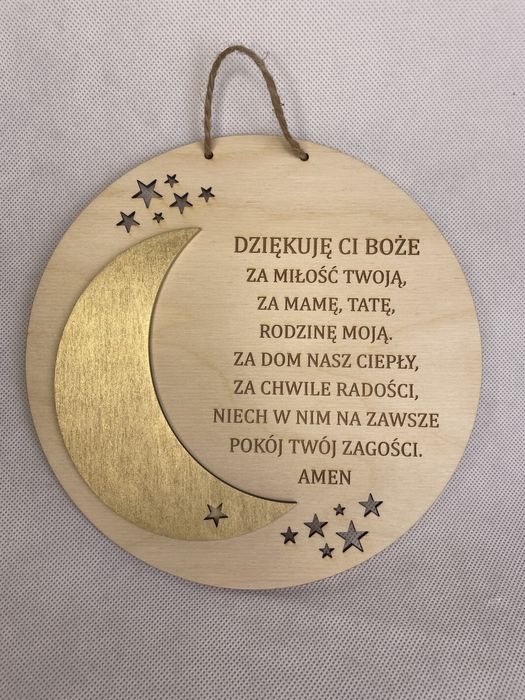 DZIĘKUJĘ CI BOŻE
ZA MIŁOŚĆ TWOJĄ,
ZA MAMĘ, TATĘ,
RODZINĘ MOJĄ.
ZA DOM NASZ CIEPŁY,
ZA CHWILE RADOŚCI,
NIECH W NIM NA ZAWSZE
POKÓJ TWÓJ ZAGOŚCI.
AMEN